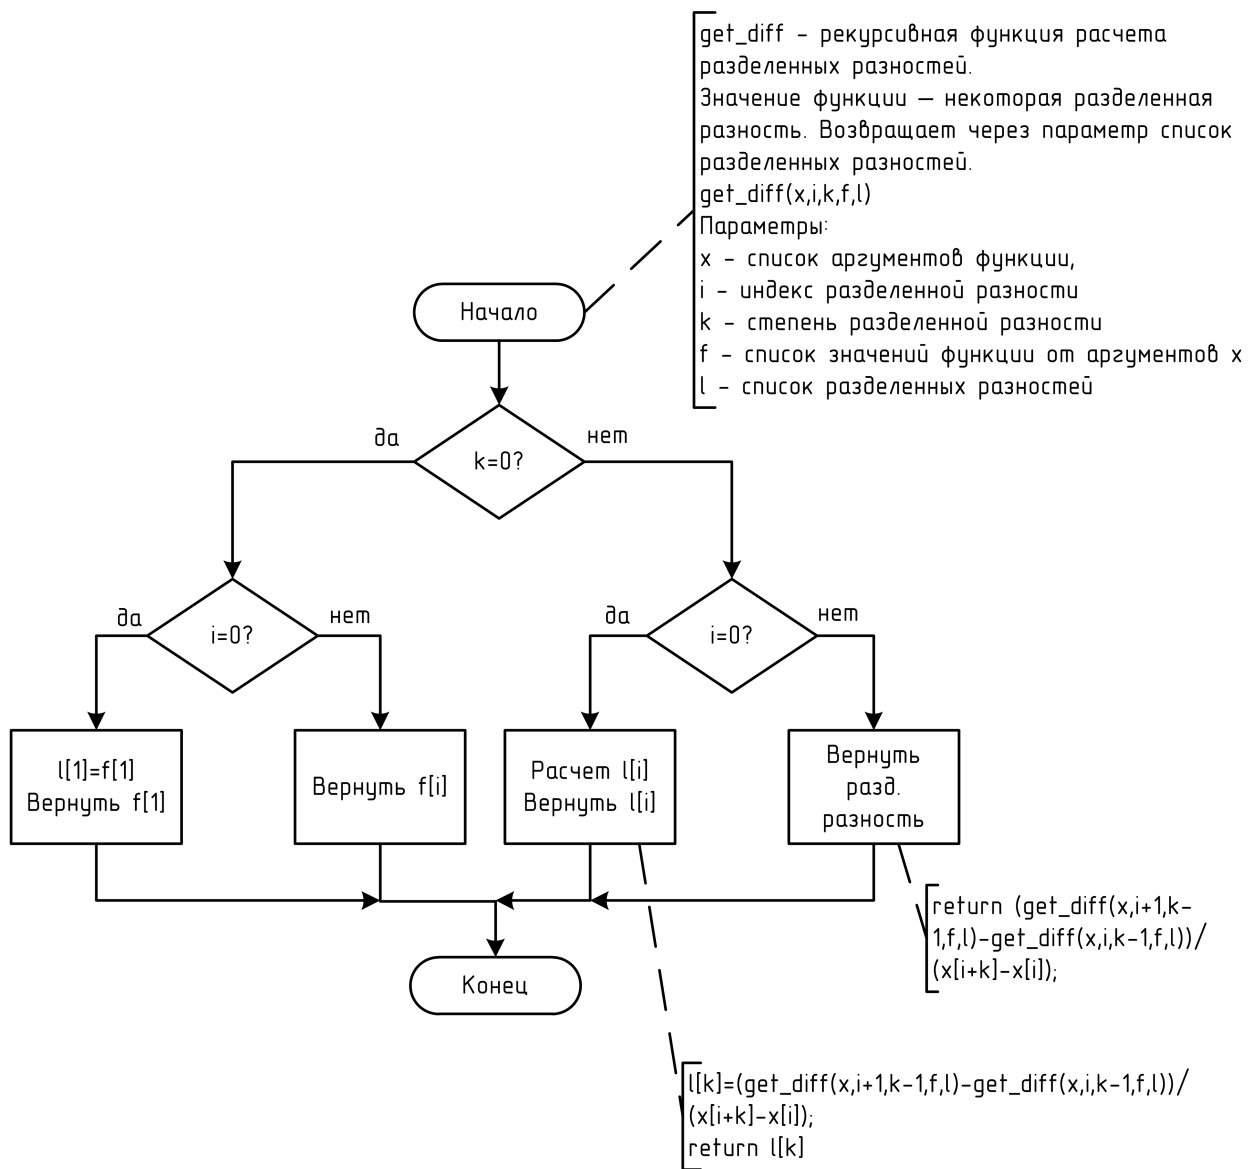 get_diff – рекурсивная функция расчета
разделенных разностей.
Значение функции — некоторая разделенная
разность. Возвращает через параметр список
разделенных разностей.
get_diff(x,i,k,f,l)
Параметры:
x – список аргументов функции,
i – индекс разделенной разности
k – степень разделенной разности
f – список значений функции от аргументов x
l – список разделенных разностей
Начало
да
нет
k=0?
да
нет
i=0?
да
нет
i=0?
l[1]=f[1]
Вернуть f[1]
Вернуть f[i]
Расчет l[i]
Вернуть l[i]
Вернуть
разд.
разность
return (get_diff(x,i+1,k-
1,f,l)-get_diff(x,i,k-1,f,l))/
(x[i+k]-x[i]);
Конец
l[k]=(get_diff(x,i+1,k-1,f,l)-get_diff(x,i,k-1,f,l))/
(x[i+k]-x[i]);
return l[k]